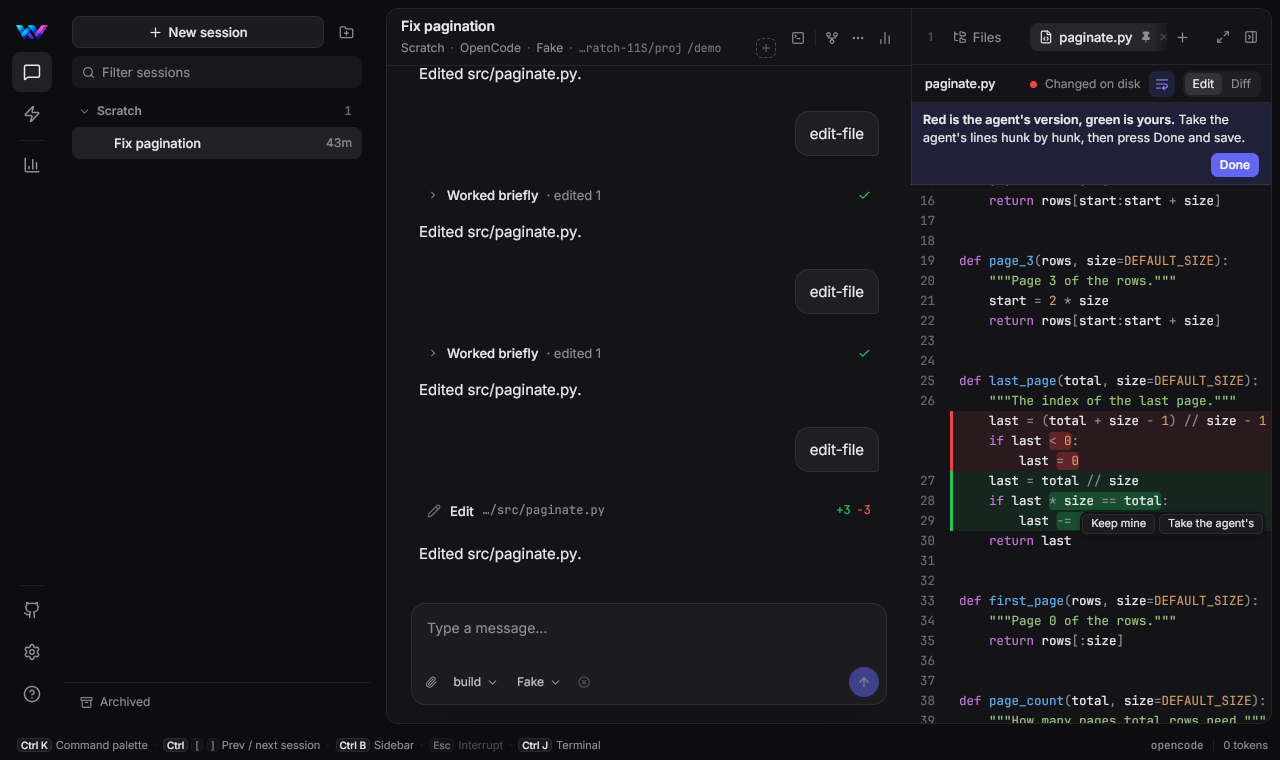 New session
Filter sessions
Scratch 1
Fix pagination 43m
Archived
Fix pagination
Scratch · OpenCode · Fake · …ratch-11S/proj /demo
Edited src/paginate.py.
edit-file
Worked briefly · edited 1
Edited src/paginate.py.
edit-file
Worked briefly · edited 1
Edited src/paginate.py.
edit-file
Edit …/src/paginate.py +3 -3
Edited src/paginate.py.
Type a message...
build Fake
1 Files paginate.py
paginate.py Changed on disk Edit Diff
Red is the agent's version, green is yours. Take the
agent's lines hunk by hunk, then press Done and save.
Done
16 return rows[start:start + size]
17
18
19 def page_3(rows, size=DEFAULT_SIZE):
20 """Page 3 of the rows."""
21 start = 2 * size
22 return rows[start:start + size]
23
24
25 def last_page(total, size=DEFAULT_SIZE):
26 """The index of the last page."""
last = (total + size - 1) // size - 1
if last < 0:
last = 0
27 last = total // size
28 if last * size == total:
29 last -=
Keep mine Take the agent's
30 return last
31
32
33 def first_page(rows, size=DEFAULT_SIZE):
34 """Page 0 of the rows."""
35 return rows[:size]
36
37
38 def page_count(total, size=DEFAULT_SIZE):
39 """How many pages total rows need."""
Ctrl K Command palette · Ctrl [ ] Prev / next session · Ctrl B Sidebar · Esc Interrupt · Ctrl J Terminal
opencode 0 tokens